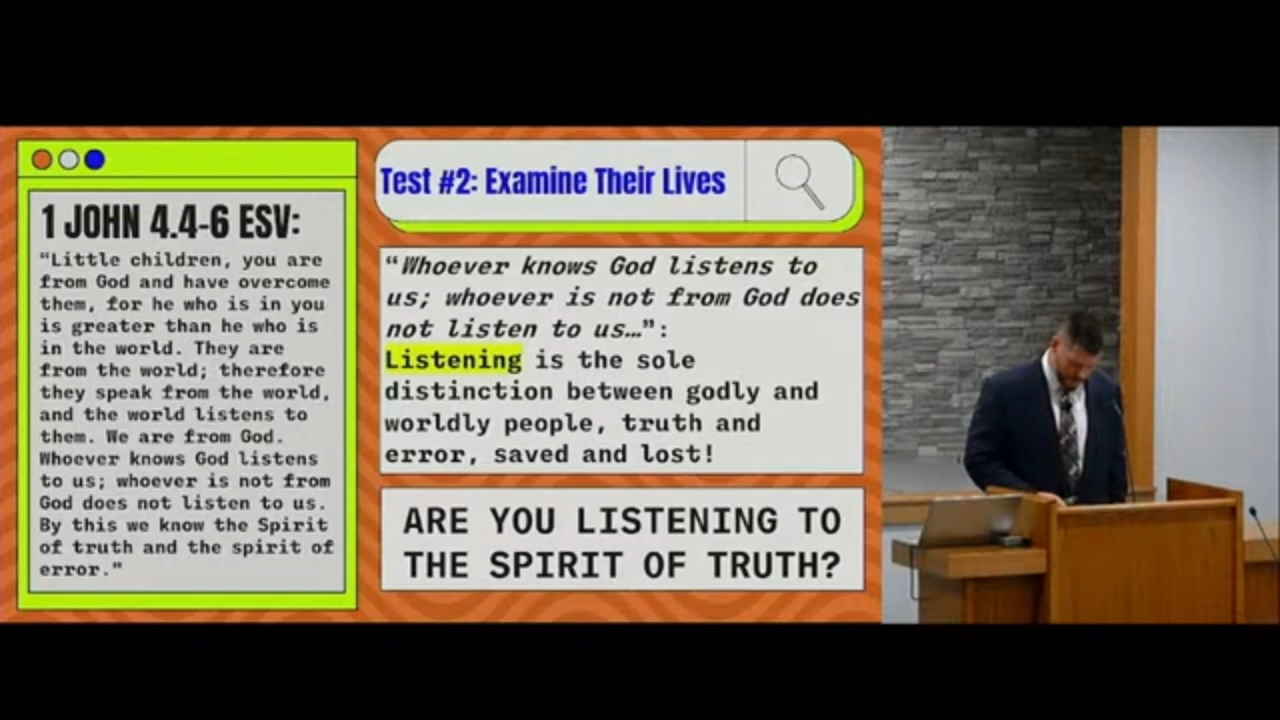 1 JOHN 4.4-6 ESV:
"Little children, you are
from God and have overcome
them, for he who is in you
is greater than he who is
in the world. They are
from the world; therefore
they speak from the world,
and the world listens to
them. We are from God.
Whoever knows God listens
to us; whoever is not from
God does not listen to us.
By this we know the Spirit
of truth and the spirit of
error."
Test #2: Examine Their Lives
“Whoever knows God listens to
us; whoever is not from God does
not listen to us…”:
Listening is the sole
distinction between godly and
worldly people, truth and
error, saved and lost!
ARE YOU LISTENING TO
THE SPIRIT OF TRUTH?